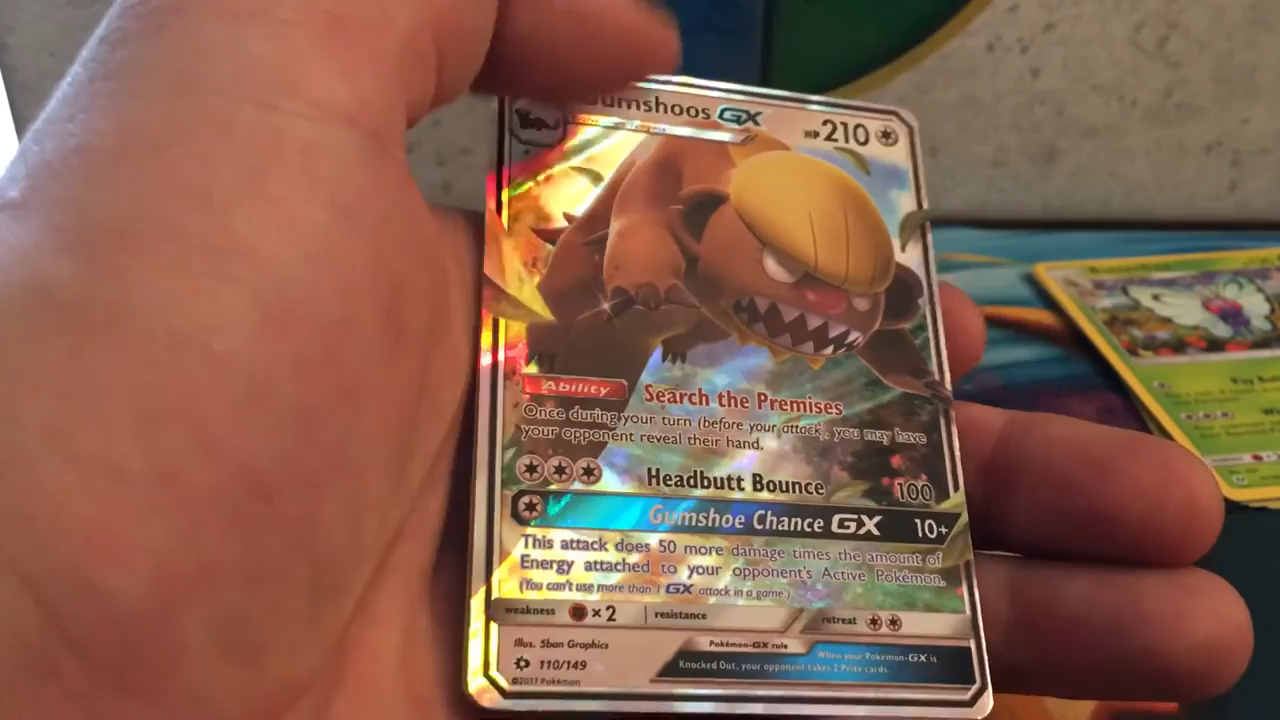 umshoos GX
HP 210
Ability Search the Premises
Once during your turn (before your attack), you may have
your opponent reveal their hand.
Headbutt Bounce 100
Gumshoe Chance GX 10+
This attack does 50 more damage times the amount of
Energy attached to your opponent's Active Pokémon.
(You can't use more than 1 GX attack in a game.)
weakness ×2 resistance retreat
Illus. 5ban Graphics
110/149
©2017 Pokémon
Pokémon-GX rule
When your Pokémon-GX is
Knocked Out, your opponent takes 2 Prize cards.